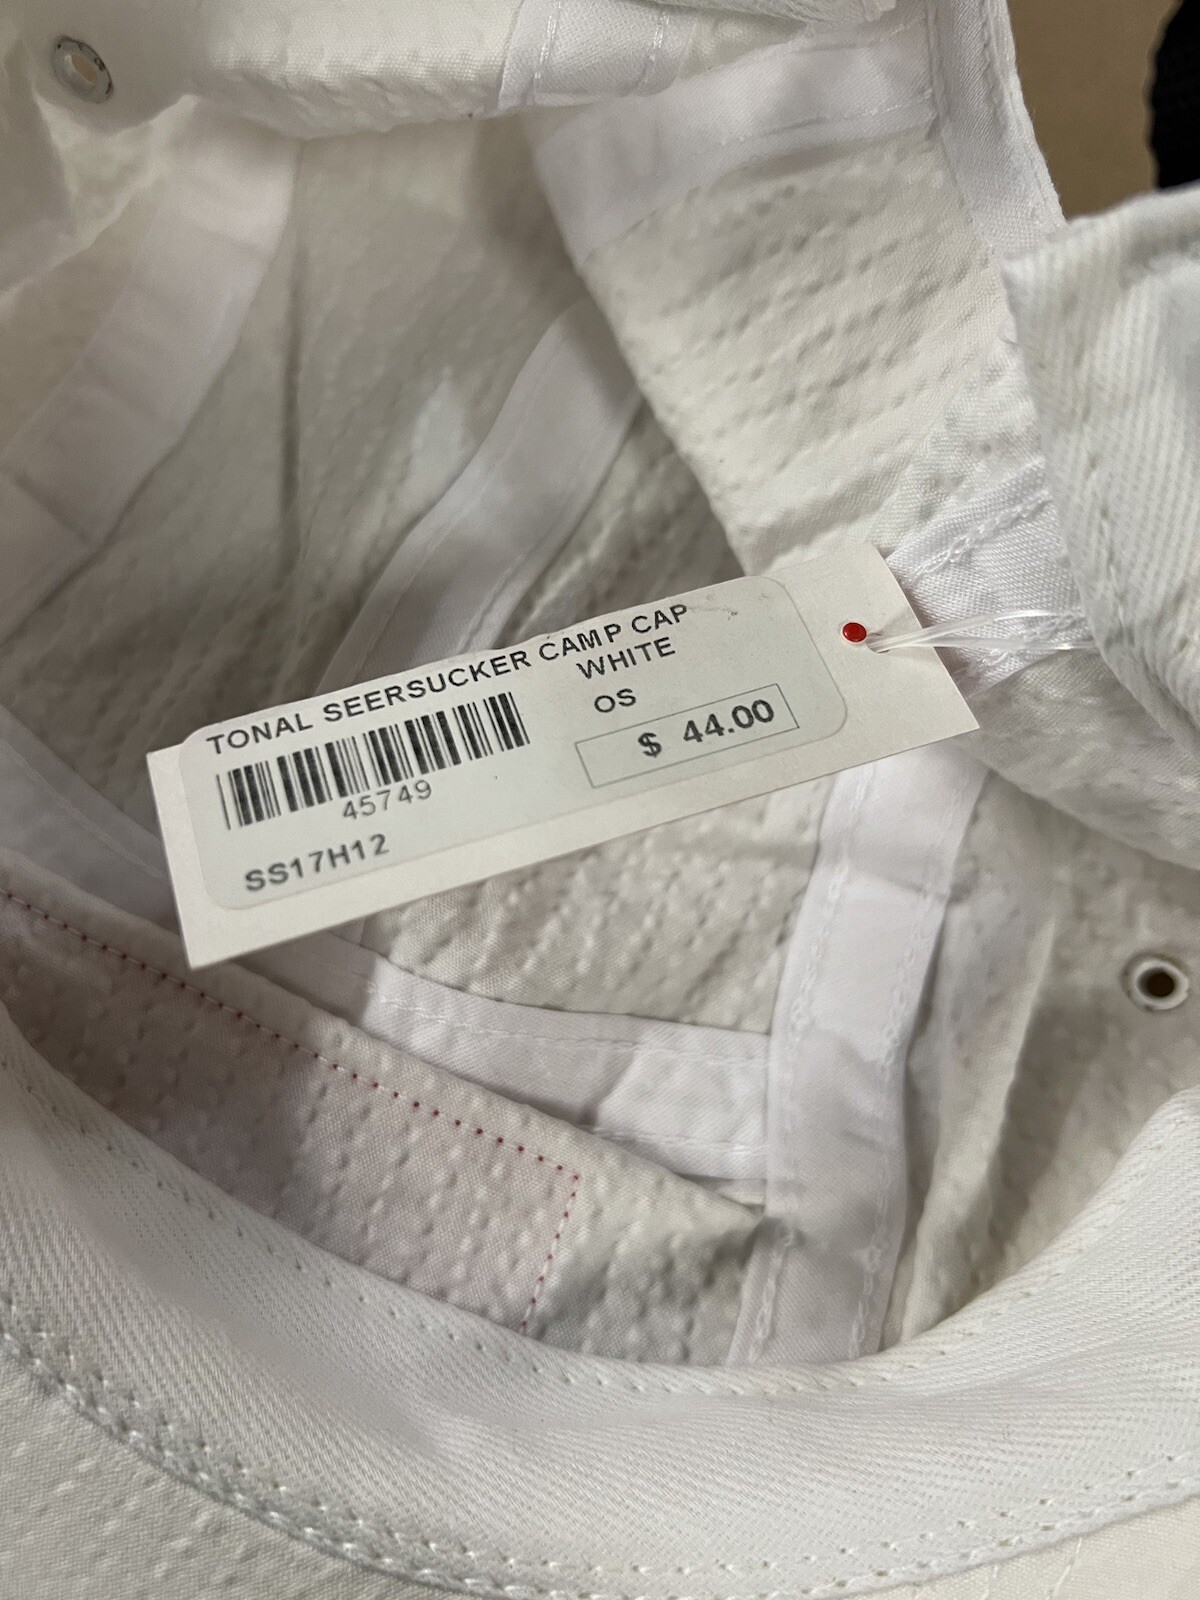 TONAL SEERSUCKER CAMP CAP
WHITE
OS
$ 44.00
45749
SS17H12